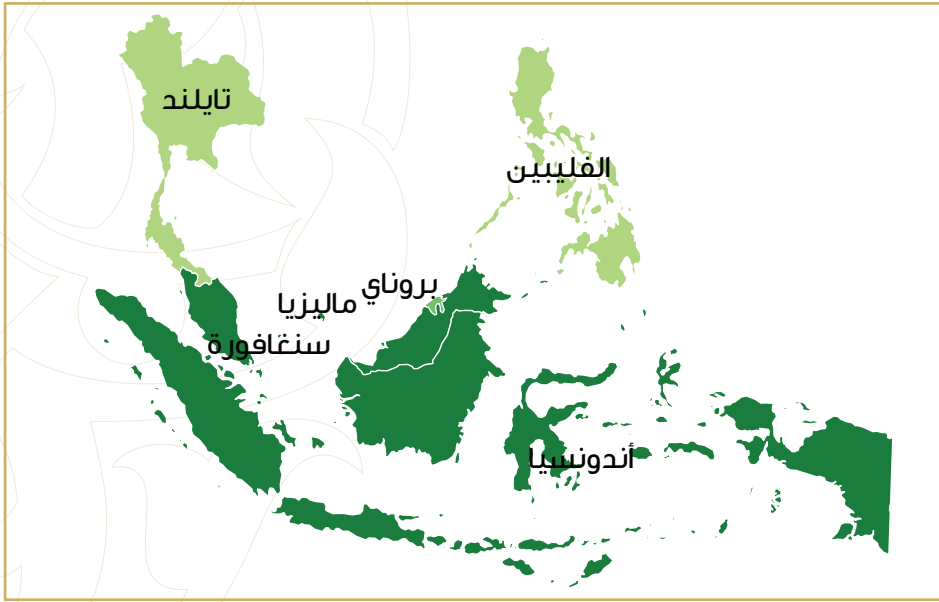 تايلند
الفليبين
بروناي
ماليزيا
سنغافورة
أندونسيا